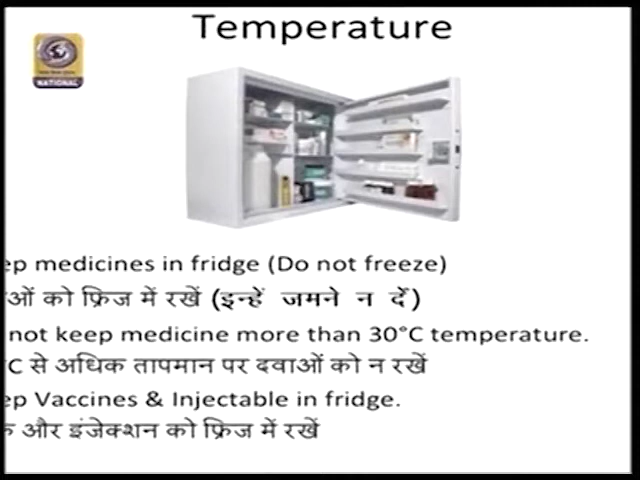 Temperature
NATIONAL
ep medicines in fridge (Do not freeze)
ओं को फ्रिज में रखें (इन्हें जमने न दें)
not keep medicine more than 30°C temperature.
C से अधिक तापमान पर दवाओं को न रखें
ep Vaccines & Injectable in fridge.
और इंजेक्शन को फ्रिज में रखें